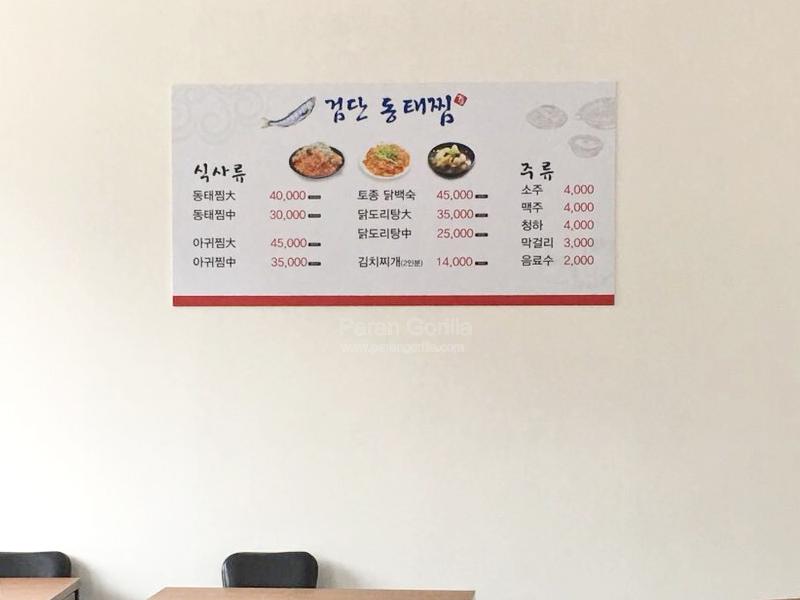 검단 동태찜
식사류
동태찜大 40,000
동태찜中 30,000
아귀찜大 45,000
아귀찜中 35,000
토종 닭백숙 45,000
닭도리탕大 35,000
닭도리탕中 25,000
김치찌개(2인분) 14,000
주류
소주 4,000
맥주 4,000
청하 4,000
막걸리 3,000
음료수 2,000
Paran Gorilla
www.parangorilla.com